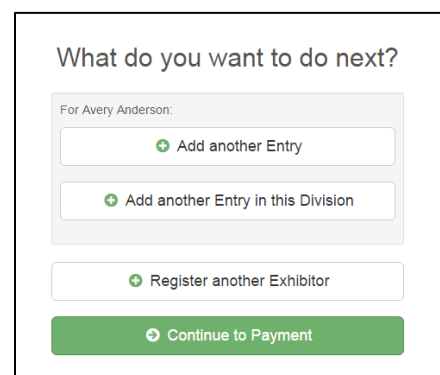 What do you want to do next?
For Avery Anderson:
Add another Entry
Add another Entry in this Division
Register another Exhibitor
Continue to Payment